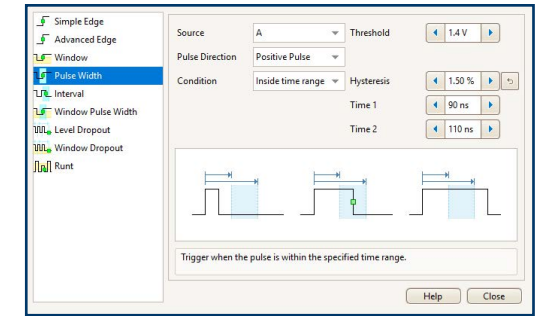 Simple Edge
Advanced Edge
Window
Pulse Width
Interval
Window Pulse Width
Level Dropout
Window Dropout
Runt
Source A Threshold 1.4 V
Pulse Direction Positive Pulse
Condition Inside time range Hysteresis 1.50 %
Time 1 90 ns
Time 2 110 ns
Trigger when the pulse is within the specified time range.
Help Close